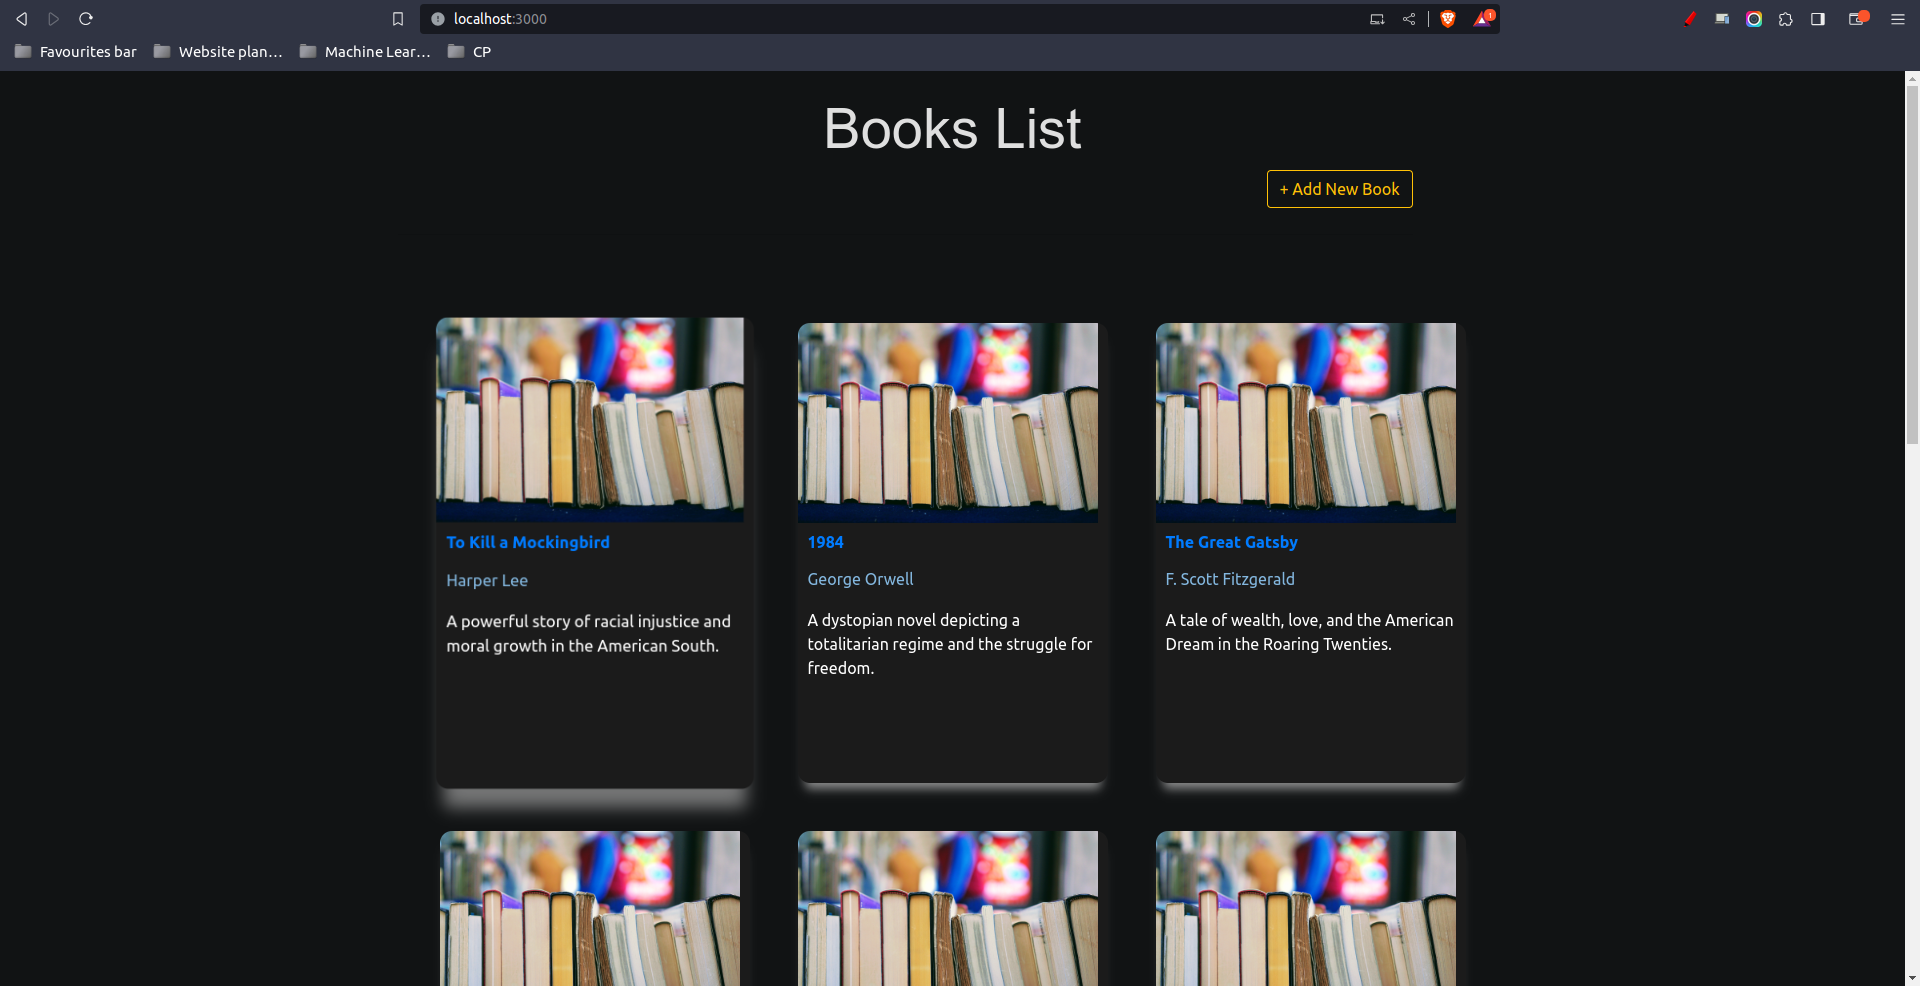 localhost:3000
1
Favourites bar
Website plan...
Machine Lear...
CP
Books List
+ Add New Book
To Kill a Mockingbird
Harper Lee
A powerful story of racial injustice and
moral growth in the American South.
1984
George Orwell
A dystopian novel depicting a
totalitarian regime and the struggle for
freedom.
The Great Gatsby
F. Scott Fitzgerald
A tale of wealth, love, and the American
Dream in the Roaring Twenties.